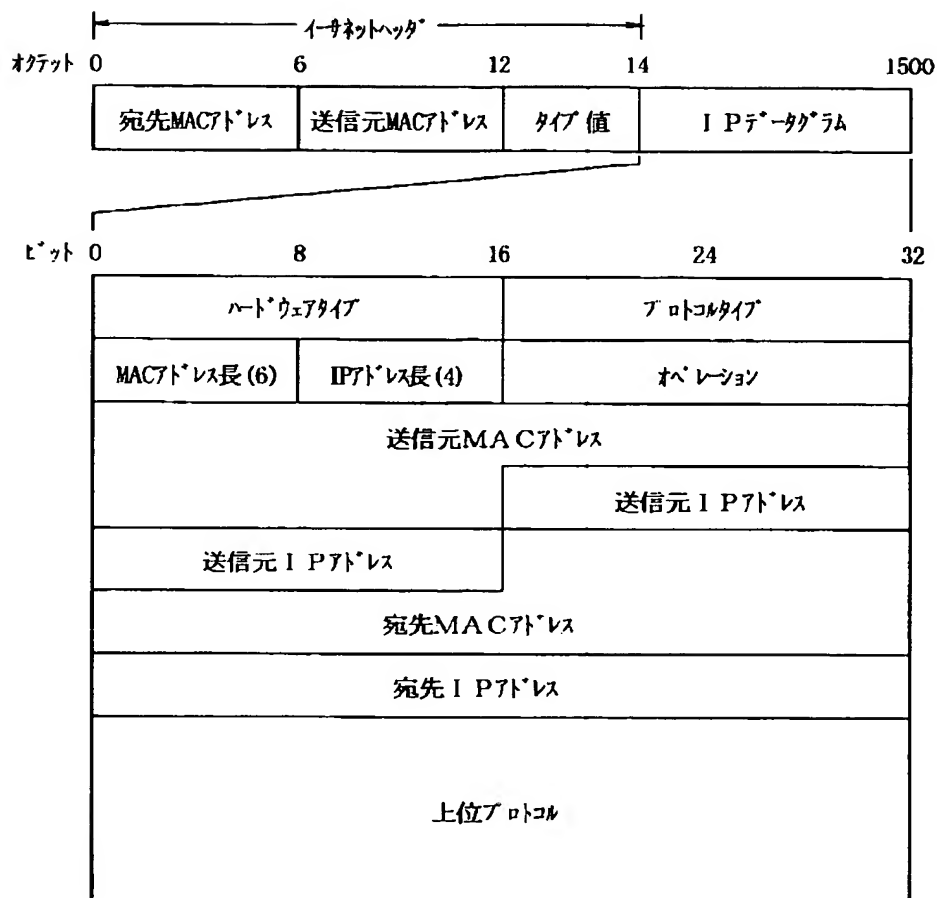 イーサネットヘッダ
オクテット 0 6 12 14 1500
宛先MACアドレス 送信元MACアドレス タイプ値 IPデータグラム
ビット 0 8 16 24 32
ハードウェアタイプ プロトコルタイプ
MACアドレス長(6) IPアドレス長(4) オペレーション
送信元MACアドレス
送信元IPアドレス
送信元IPアドレス
宛先MACアドレス
宛先IPアドレス
上位プロトコル